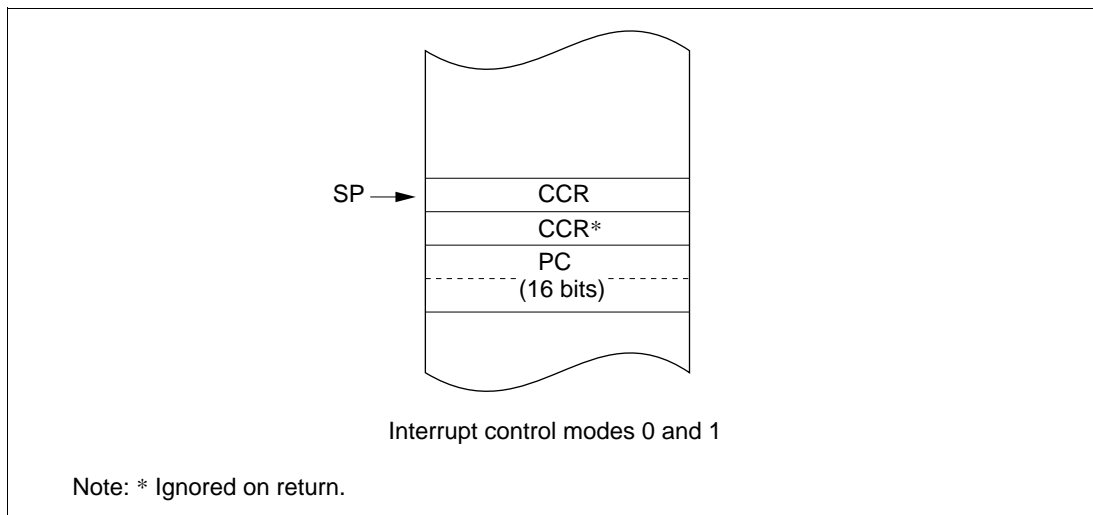 SP
CCR
CCR*
PC
(16 bits)
Interrupt control modes 0 and 1
Note: * Ignored on return.